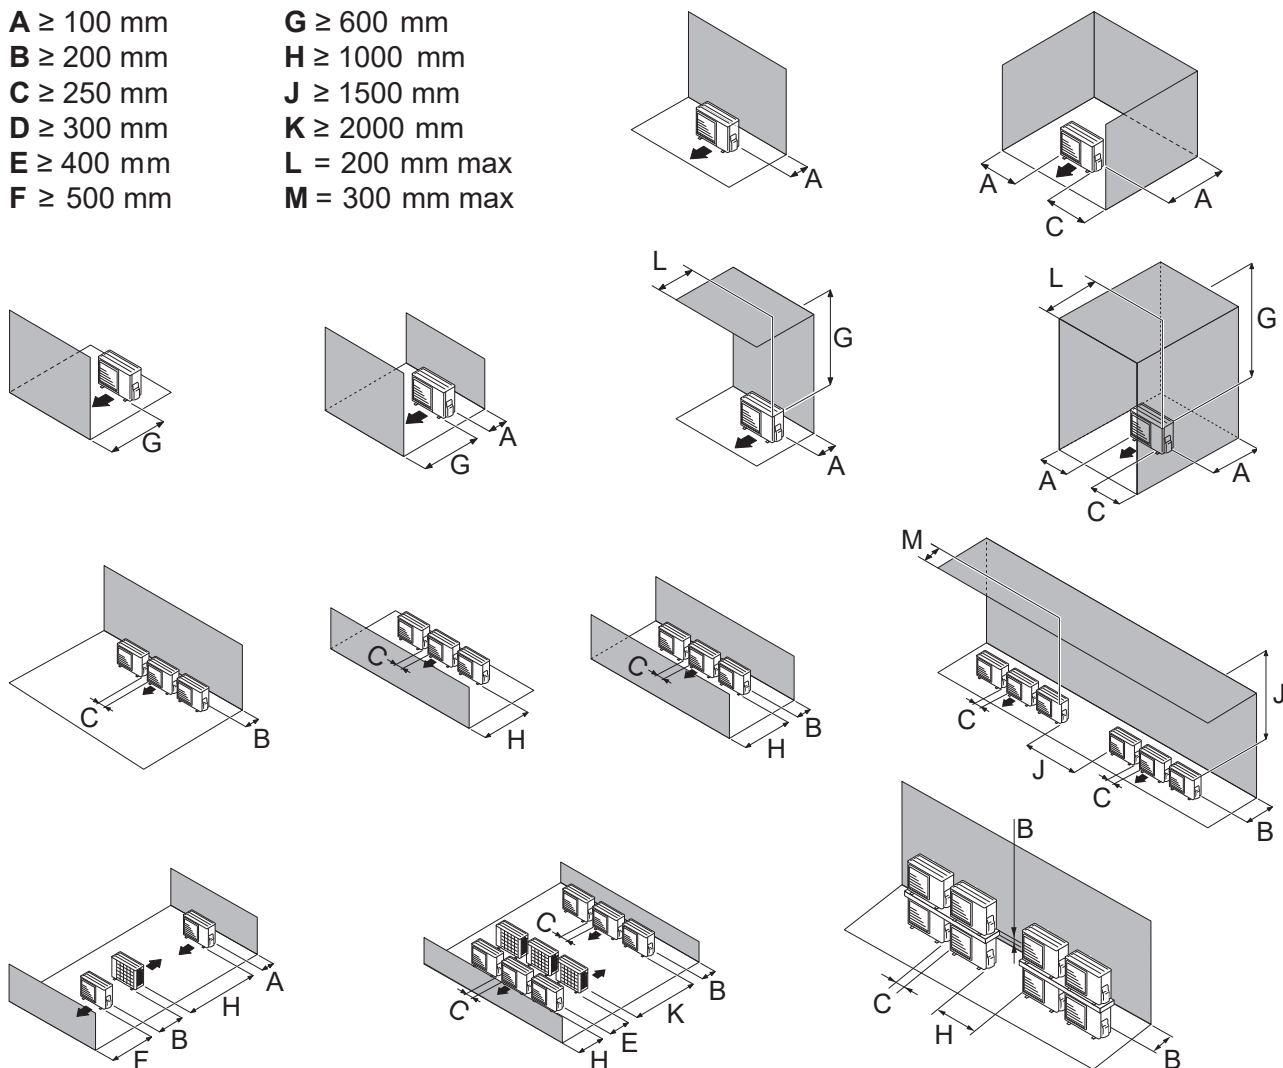 A ≥ 100 mm
B ≥ 200 mm
C ≥ 250 mm
D ≥ 300 mm
E ≥ 400 mm
F ≥ 500 mm
G ≥ 600 mm
H ≥ 1000 mm
J ≥ 1500 mm
K ≥ 2000 mm
L = 200 mm max
M = 300 mm max
A
A
C
A
G
G
A
L
G
A
L
G
A
C
A
C
B
C
H
C
H
B
M
J
C
J
C
B
F
B
H
A
C
C
H
E
K
B
B
C
H
B